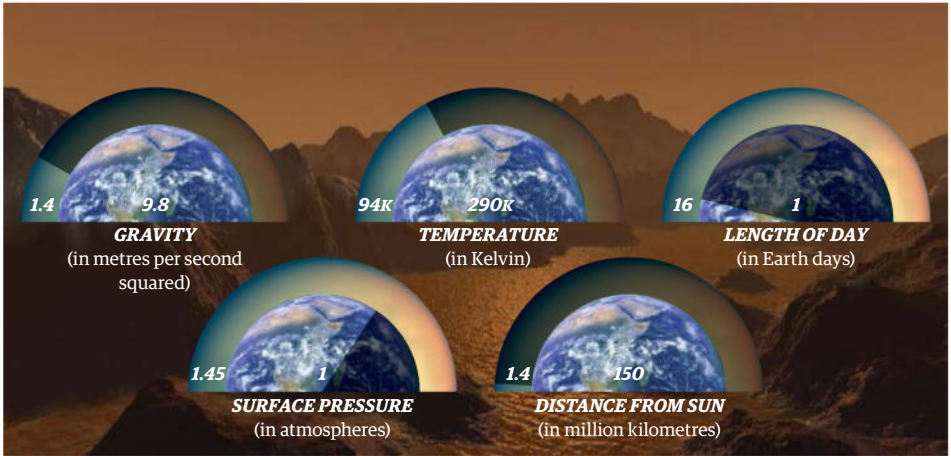 1.4 9.8
GRAVITY
(in metres per second
squared)
94K 290K
TEMPERATURE
(in Kelvin)
16 1
LENGTH OF DAY
(in Earth days)
1.45 1
SURFACE PRESSURE
(in atmospheres)
1.4 150
DISTANCE FROM SUN
(in million kilometres)